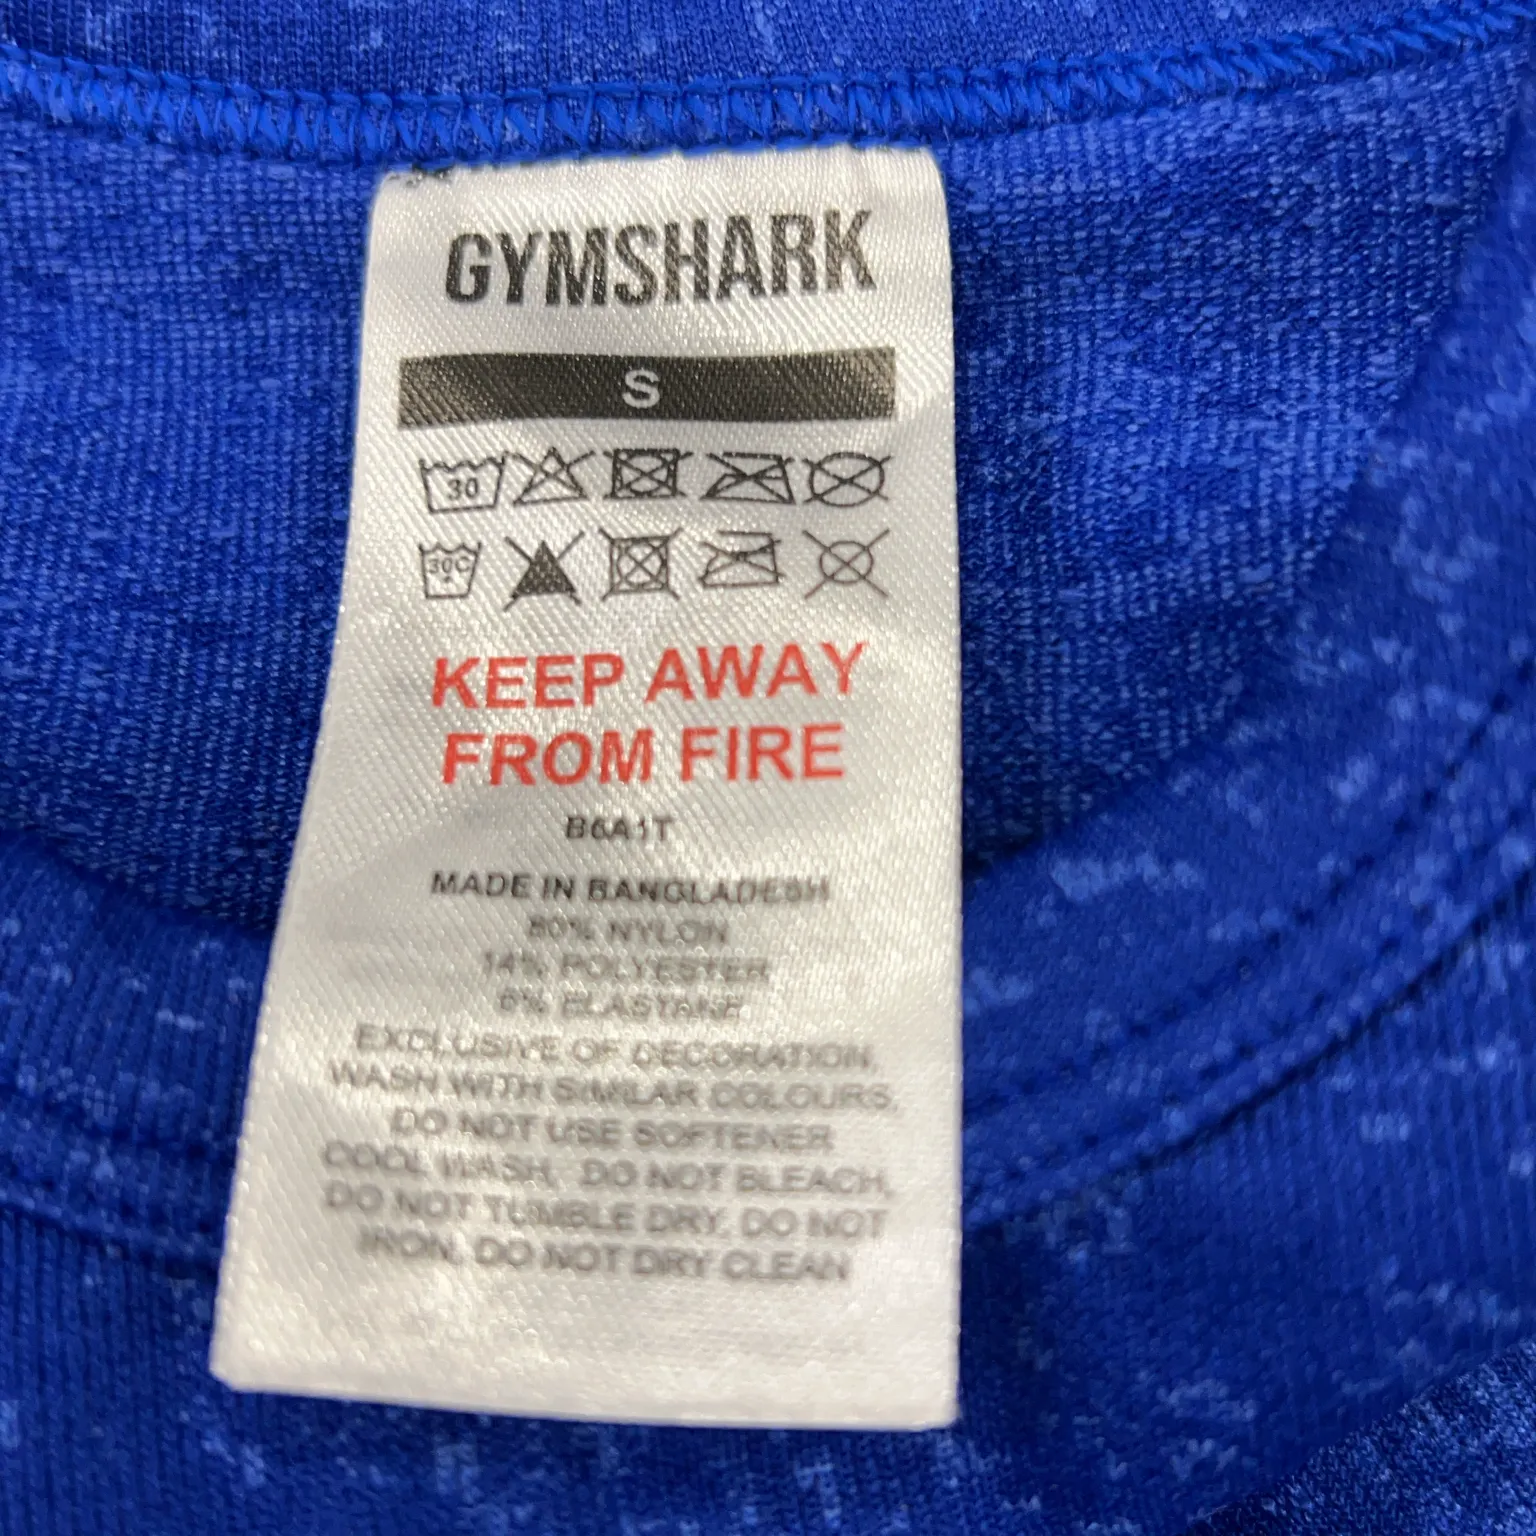 GYMSHARK
S
30
30C
KEEP AWAY
FROM FIRE
B6A1T
MADE IN BANGLADESH
80% NYLON
14% POLYESTER
6% ELASTANE
EXCLUSIVE OF DECORATION,
WASH WITH SIMILAR COLOURS,
DO NOT USE SOFTENER
COOL WASH, DO NOT BLEACH,
DO NOT TUMBLE DRY, DO NOT
IRON, DO NOT DRY CLEAN